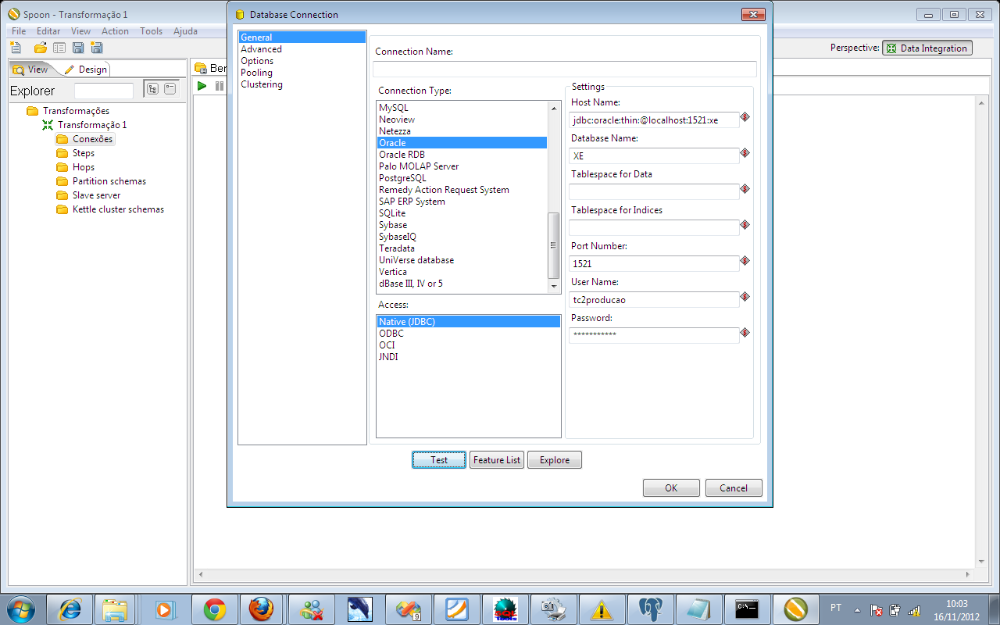 Spoon - Transformação 1
File Editar View Action Tools Ajuda
Perspective: Data Integration
View Design
Explorer
Transformações
Transformação 1
Conexões
Steps
Hops
Partition schemas
Slave server
Kettle cluster schemas
Ber
Database Connection
General
Advanced
Options
Pooling
Clustering
Connection Name:
Connection Type:
MySQL
Neoview
Netezza
Oracle
Oracle RDB
Palo MOLAP Server
PostgreSQL
Remedy Action Request System
SAP ERP System
SQLite
Sybase
SybaseIQ
Teradata
UniVerse database
Vertica
dBase III, IV or 5
Access:
Native (JDBC)
ODBC
OCI
JNDI
Settings
Host Name:
jdbc:oracle:thin:@localhost:1521:xe
Database Name:
XE
Tablespace for Data
Tablespace for Indices
Port Number:
1521
User Name:
tc2producao
Password:
***********
Test Feature List Explore
OK Cancel
PT
10:03
16/11/2012